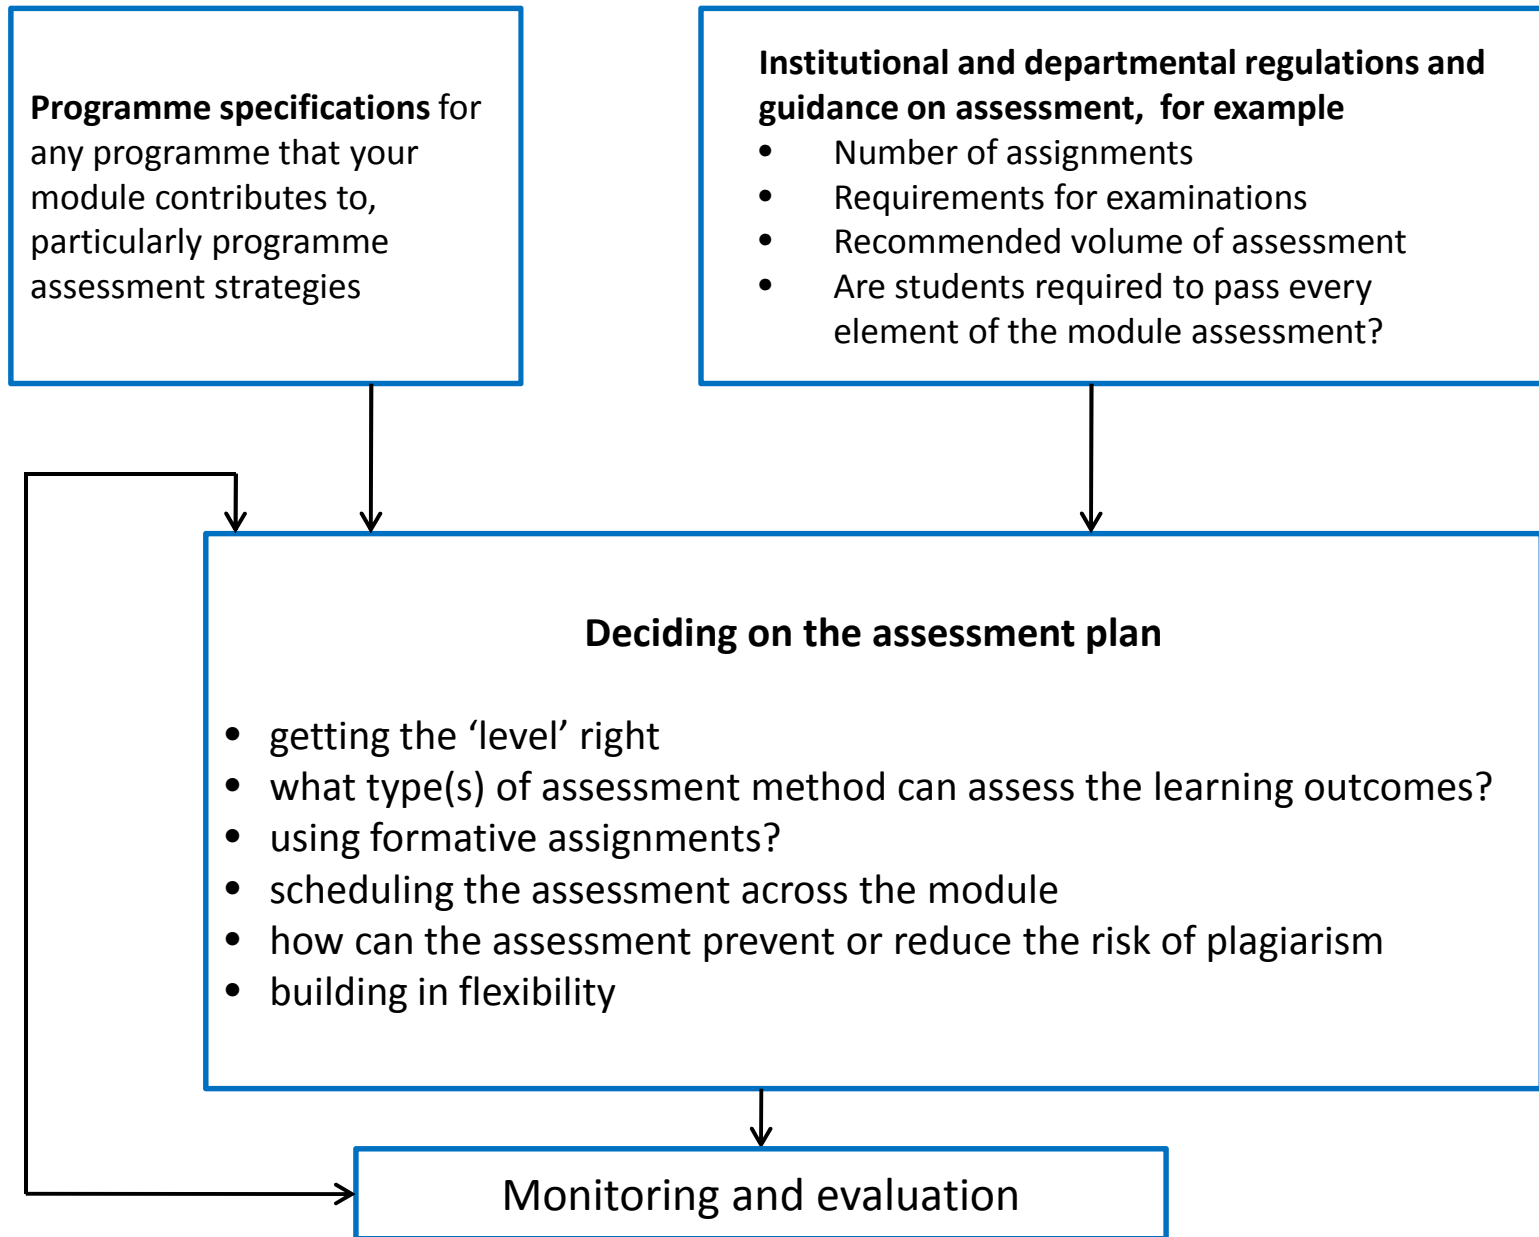 Programme specifications for
any programme that your
module contributes to,
particularly programme
assessment strategies
Institutional and departmental regulations and
guidance on assessment,  for example
• Number of assignments
• Requirements for examinations
• Recommended volume of assessment
• Are students required to pass every
element of the module assessment?
Deciding on the assessment plan
• getting the ‘level’ right
• what type(s) of assessment method can assess the learning outcomes?
• using formative assignments?
• scheduling the assessment across the module
• how can the assessment prevent or reduce the risk of plagiarism
• building in flexibility
Monitoring and evaluation